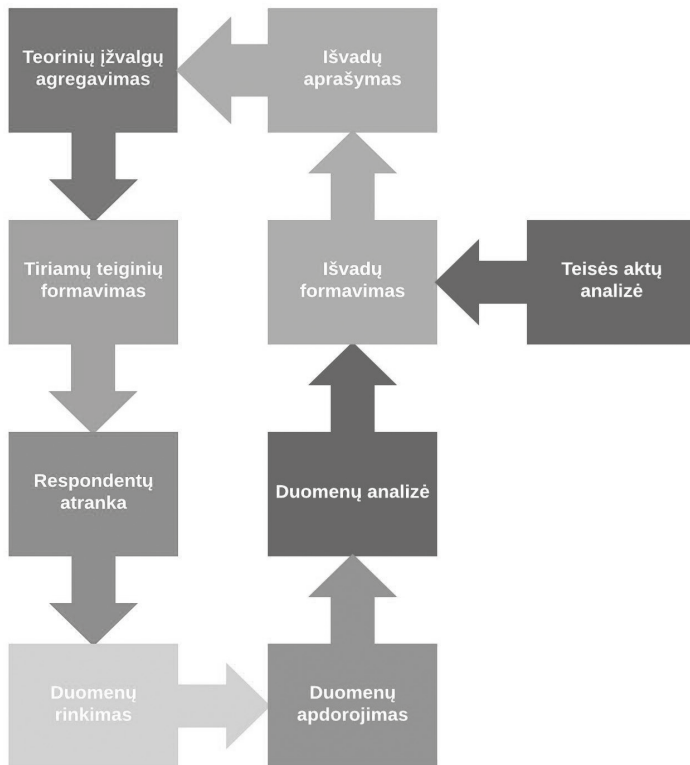 Teorinių įžvalgų
agregavimas
Išvadų
aprašymas
Tiriamų teiginių
formavimas
Išvadų
formavimas
Teisės aktų
analizė
Respondentų
atranka
Duomenų analizė
Duomenų
rinkimas
Duomenų
apdorojimas